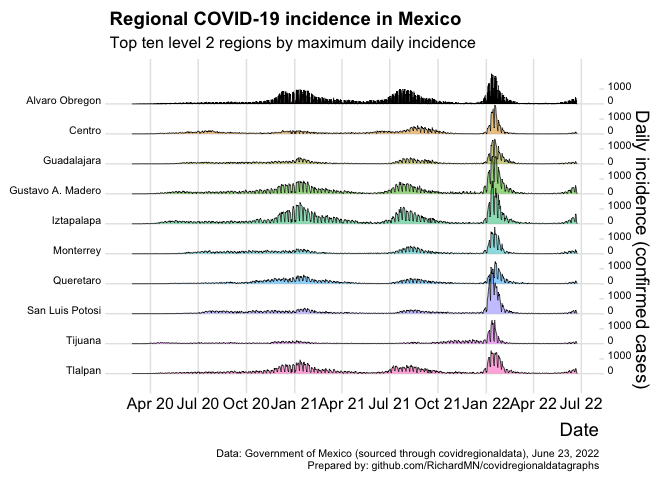 Regional COVID-19 incidence in Mexico
Top ten level 2 regions by maximum daily incidence
Alvaro Obregon
Centro
Guadalajara
Gustavo A. Madero
Iztapalapa
Monterrey
Queretaro
San Luis Potosi
Tijuana
Tlalpan
1000
0
1000
0
1000
0
1000
0
1000
0
1000
0
1000
0
1000
0
1000
0
1000
0
Daily incidence (confirmed cases)
Apr 20 Jul 20 Oct 20 Jan 21 Apr 21 Jul 21 Oct 21 Jan 22 Apr 22 Jul 22
Date
Data: Government of Mexico (sourced through covidregionaldata), June 23, 2022
Prepared by: github.com/RichardMN/covidregionaldatagraphs